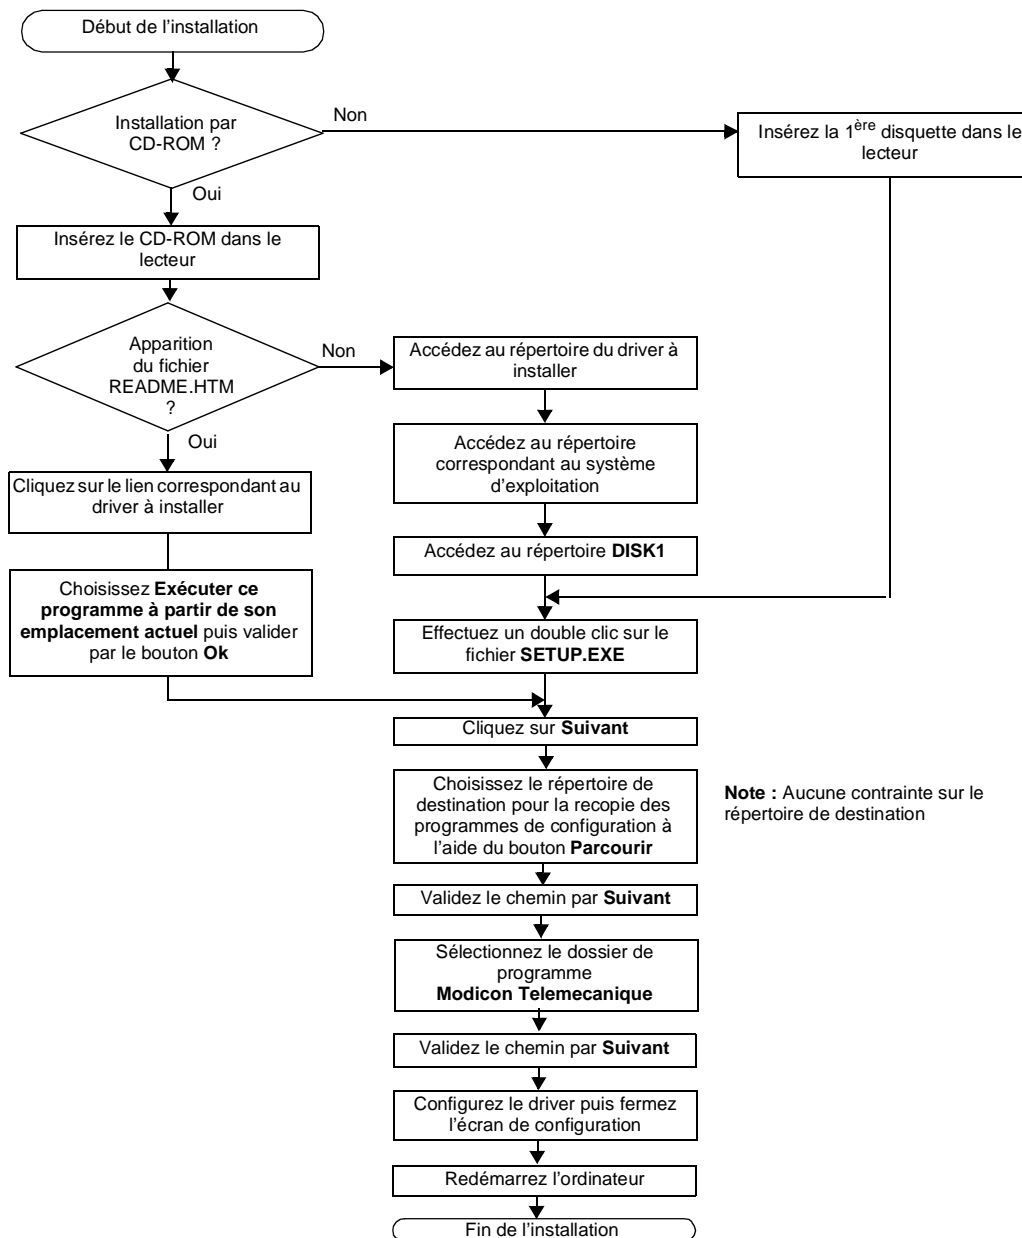 Début de l'installation
Installation par
CD-ROM ?
Non
Insérez la 1ère disquette dans le
lecteur
Oui
Insérez le CD-ROM dans le
lecteur
Apparition
du fichier
README.HTM
?
Non
Accédez au répertoire du driver à
installer
Oui
Accédez au répertoire
correspondant au système
d'exploitation
Cliquez sur le lien correspondant au
driver à installer
Accédez au répertoire DISK1
Choisissez Exécuter ce
programme à partir de son
emplacement actuel puis valider
par le bouton Ok
Effectuez un double clic sur le
fichier SETUP.EXE
Cliquez sur Suivant
Choisissez le répertoire de
destination pour la recopie des
programmes de configuration à
l'aide du bouton Parcourir
Note : Aucune contrainte sur le
répertoire de destination
Validez le chemin par Suivant
Sélectionnez le dossier de
programme
Modicon Telemecanique
Validez le chemin par Suivant
Configurez le driver puis fermez
l'écran de configuration
Redémarrez l'ordinateur
Fin de l'installation